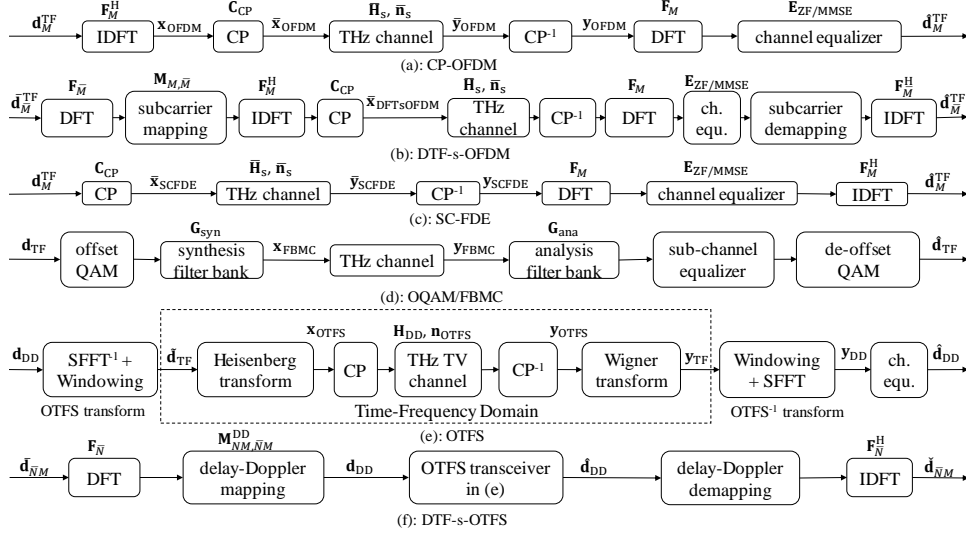 F_M^H C_CP H̄_s, n̄_s F_M E_ZF/MMSE
d_M^TF IDFT x_OFDM CP x̄_OFDM THz channel ȳ_OFDM CP⁻¹ y_OFDM DFT channel equalizer d̂_M^TF
(a): CP-OFDM
F_M̄ M_M,M̄ F_M^H C_CP H̄_s, n̄_s F_M E_ZF/MMSE F_M̄^H
d̄_M̄^TF DFT subcarrier mapping IDFT CP x̄_DFTsOFDM THz channel CP⁻¹ DFT ch. equ. subcarrier demapping IDFT d̂_M̄^TF
(b): DTF-s-OFDM
C_CP H̄_s, n̄_s F_M E_ZF/MMSE F_M^H
d_M^TF CP x̄_SCFDE THz channel ȳ_SCFDE CP⁻¹ y_SCFDE DFT channel equalizer IDFT d̂_M^TF
(c): SC-FDE
G_syn G_ana
d_TF offset QAM synthesis filter bank x_FBMC THz channel y_FBMC analysis filter bank sub-channel equalizer de-offset QAM d̂_TF
(d): OQAM/FBMC
x_OTFS H_DD, n_OTFS y_OTFS
d_DD SFFT⁻¹ + Windowing d̃_TF Heisenberg transform CP THz TV channel CP⁻¹ Wigner transform y_TF Windowing + SFFT y_DD ch. equ. d̂_DD
OTFS transform Time-Frequency Domain OTFS⁻¹ transform
(e): OTFS
F_N̄ M_NM,N̄M^DD F_N̄^H
d̄_N̄M DFT delay-Doppler mapping d_DD OTFS transceiver in (e) d̂_DD delay-Doppler demapping IDFT ď_N̄M
(f): DTF-s-OTFS